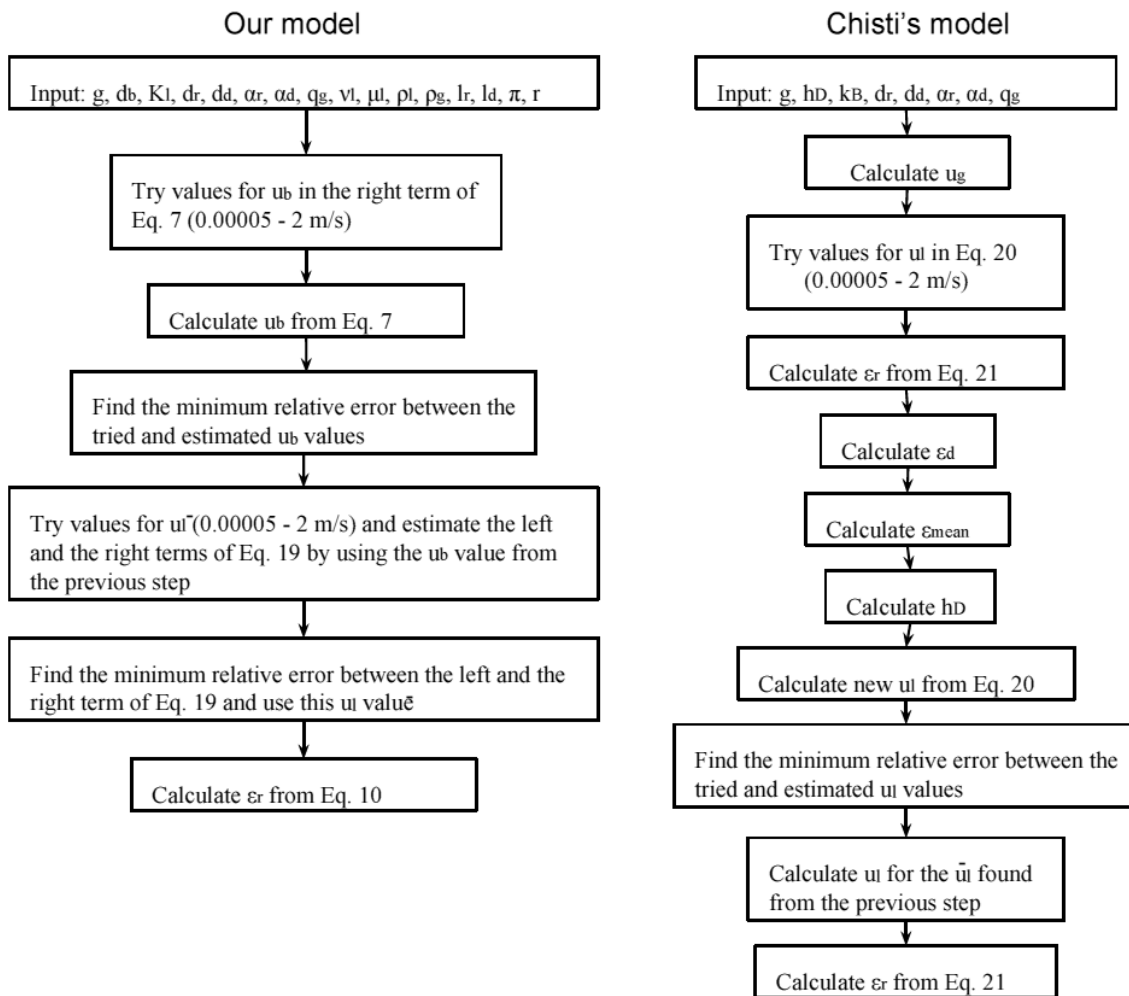 Our model
Input: g, db, Kl, dr, dd, αr, αd, qg, νl, μl, ρl, ρg, lr, ld, π, r
Try values for ub in the right term of
Eq. 7 (0.00005 - 2 m/s)
Calculate ub from Eq. 7
Find the minimum relative error between the
tried and estimated ub values
Try values for ul¯(0.00005 - 2 m/s) and estimate the left
and the right terms of Eq. 19 by using the ub value from
the previous step
Find the minimum relative error between the left and the
right term of Eq. 19 and use this ul valuē
Calculate εr from Eq. 10
Chisti's model
Input: g, hD, kB, dr, dd, αr, αd, qg
Calculate ug
Try values for ul in Eq. 20
(0.00005 - 2 m/s)
Calculate εr from Eq. 21
Calculate εd
Calculate εmean
Calculate hD
Calculate new ul from Eq. 20
Find the minimum relative error between the
tried and estimated ul values
Calculate ul for the ūl found
from the previous step
Calculate εr from Eq. 21